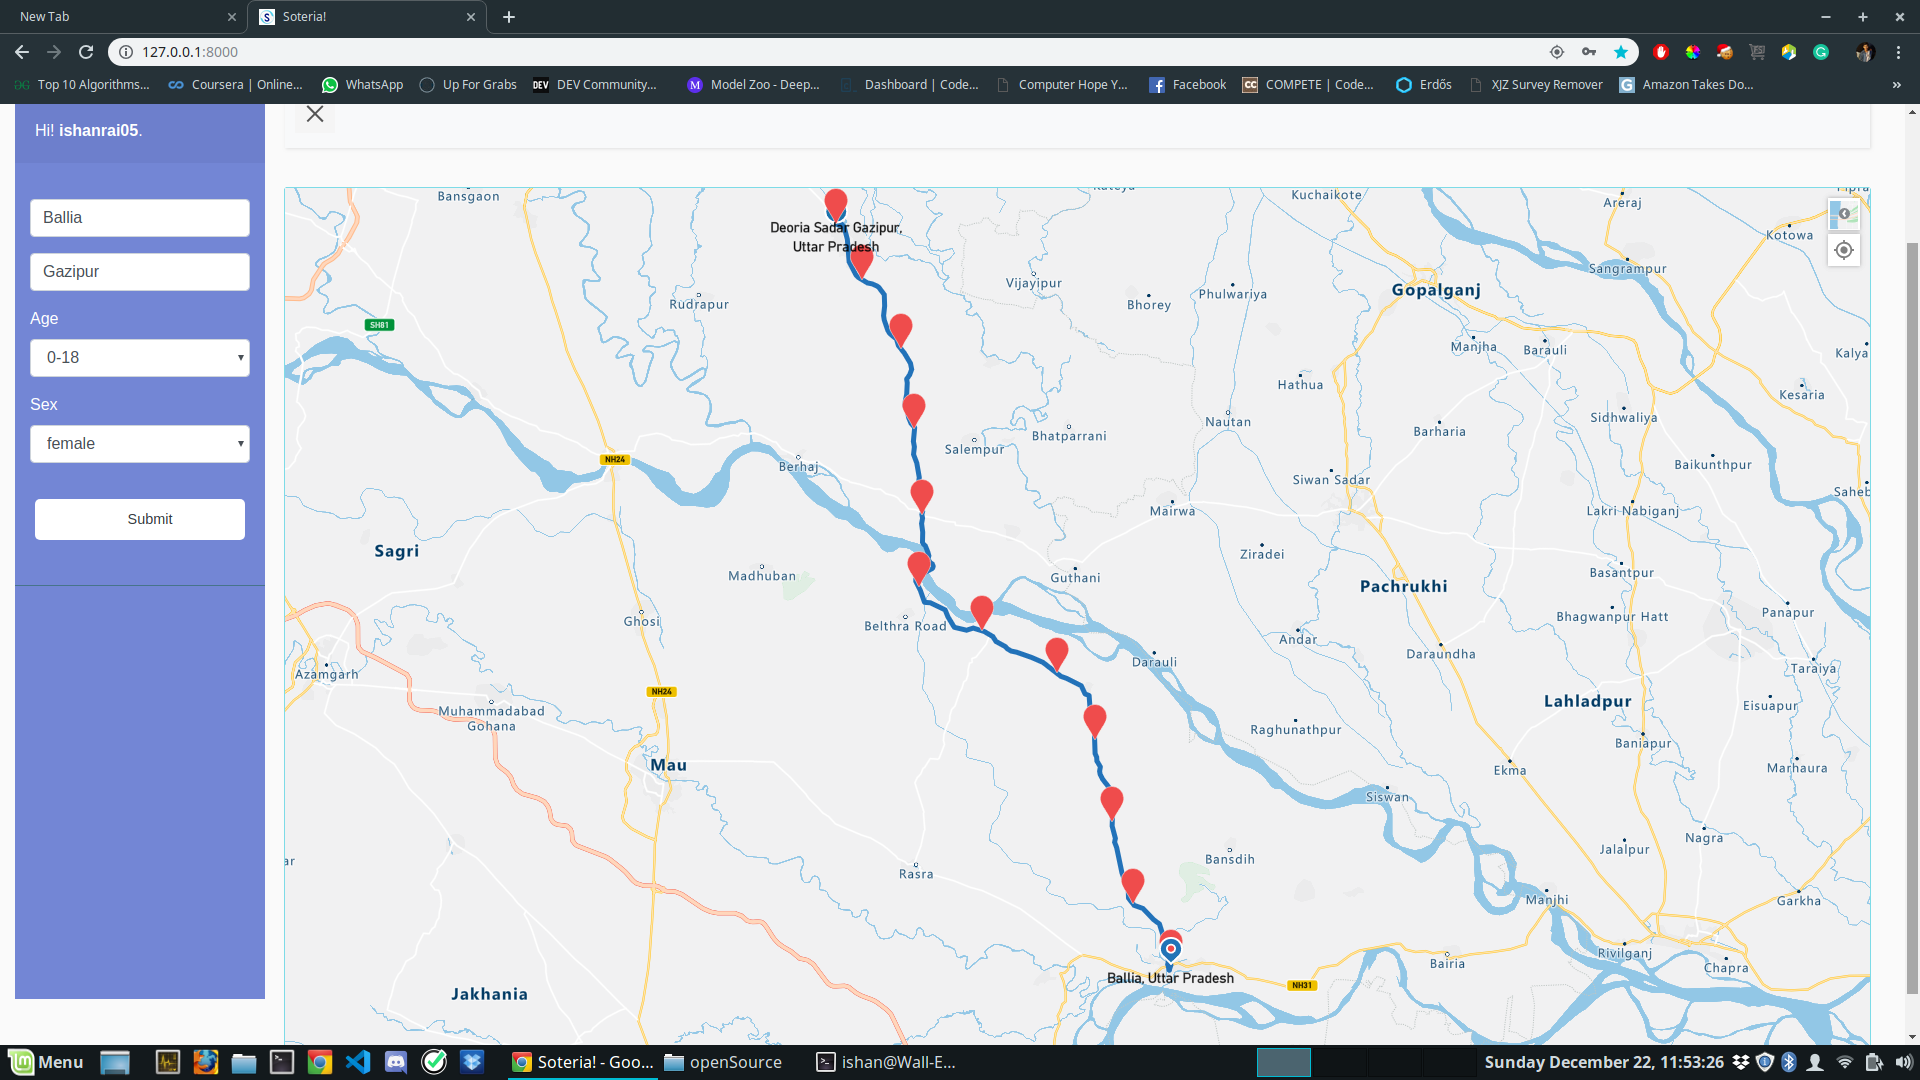 New Tab
Soteria!
127.0.0.1:8000
Top 10 Algorithms...
Coursera | Online...
WhatsApp
Up For Grabs
DEV Community...
Model Zoo - Deep...
Dashboard | Code...
Computer Hope Y...
Facebook
COMPETE | Code...
Erdős
XJZ Survey Remover
Amazon Takes Do...
»
Hi! ishanrai05.
Ballia
Gazipur
Age
0-18
Sex
female
Submit
Bansgaon
Kuchaikote
Areraj
Kotowa
Deoria Sadar Gazipur,
Uttar Pradesh
Sangrampur
Vijayipur
Phulwariya
Gopalganj
Rudrapur
Bhorey
SH81
Manjha
Barauli
Kalya
Hathua
Kesaria
Nautan
Sidhwaliya
Bhatparrani
Barharia
Salempur
NH24
Berhaj
Baikunthpur
Siwan Sadar
Saheb
Mairwa
Lakri Nabiganj
Sagri
Ziradei
Madhuban
Guthani
Basantpur
Pachrukhi
Panapur
Ghosi
Belthra Road
Bhagwanpur Hatt
Andar
Daraundha
Darauli
Taraiya
Azamgarh
NH24
Lahladpur
Eisuapur
Muhammadabad
Gohana
Raghunathpur
Baniapur
Mau
Ekma
Marhaura
Siswan
Nagra
Jalalpur
Bansdih
ar
Rasra
Manjhi
Garkha
Rivilganj
Bairia
Chapra
Ballia, Uttar Pradesh
NH31
Jakhania
Menu
Soteria! - Goo...
openSource
ishan@Wall-E...
Sunday December 22, 11:53:26